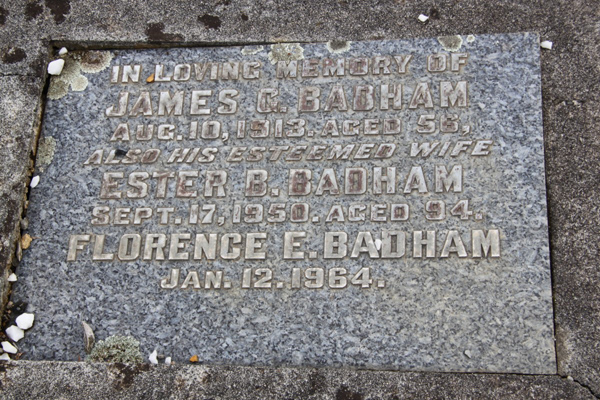 IN LOVING MEMORY OF
JAMES G. BADHAM
AUG. 10, 1913. AGED 58,
ALSO HIS ESTEEMED WIFE
ESTER B. BADHAM
SEPT. 17, 1950. AGED 94.
FLORENCE E. BADHAM
JAN. 12. 1964.